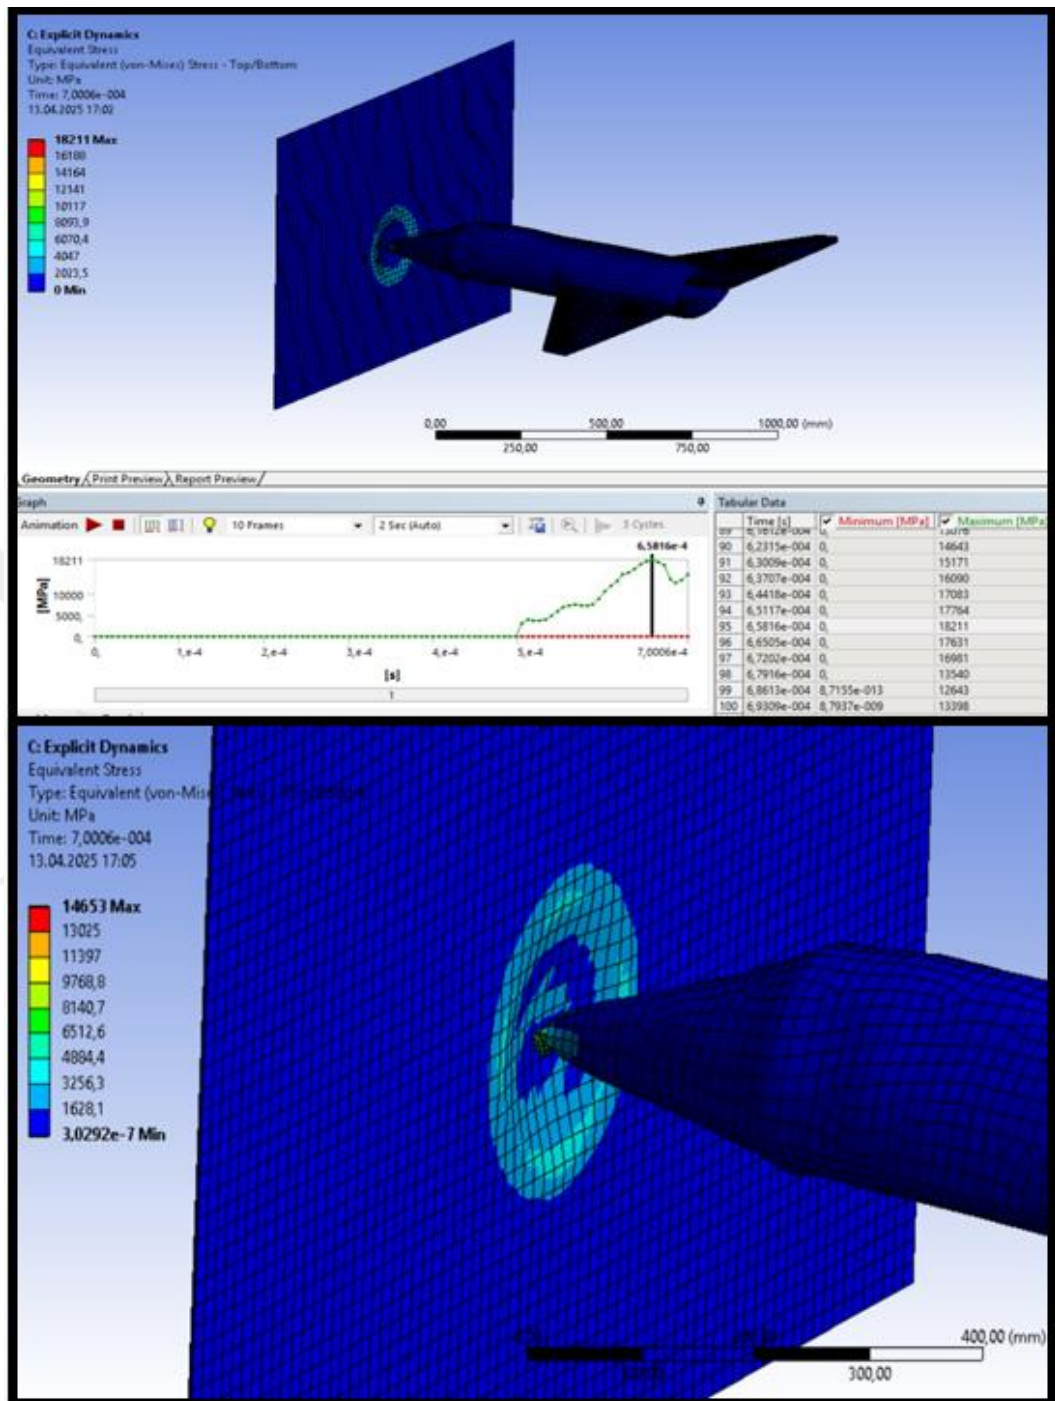 C: Explicit Dynamics
Equivalent Stress
Type: Equivalent (von-Mises) Stress - Top/Bottom
Unit: MPa
Time: 7,0006e-004
13.04.2025 17:02
18211 Max
16188
14164
12141
10117
8093,9
6070,4
4047
2023,5
0 Min
0,00 500,00 1000,00 (mm)
250,00 750,00
Geometry / Print Preview / Report Preview /
Graph
Animation 10 Frames 2 Sec (Auto) 3 Cycles
6,5816e-4
18211
10000
5000,
0,
[MPa]
0, 1,e-4 2,e-4 3,e-4 4,e-4 5,e-4 7,0006e-4
[s]
1
Tabular Data
Time [s] Minimum [MPa] Maximum [MPa
89 6,1612e-004 0, 13076
90 6,2315e-004 0, 14643
91 6,3009e-004 0, 15171
92 6,3707e-004 0, 16090
93 6,4418e-004 0, 17083
94 6,5117e-004 0, 17764
95 6,5816e-004 0, 18211
96 6,6505e-004 0, 17631
97 6,7202e-004 0, 16981
98 6,7916e-004 0, 13540
99 6,8613e-004 8,7155e-013 12643
100 6,9309e-004 8,7937e-009 13398
C: Explicit Dynamics
Equivalent Stress
Type: Equivalent (von-Mises)
Unit: MPa
Time: 7,0006e-004
13.04.2025 17:05
14653 Max
13025
11397
9768,8
8140,7
6512,6
4884,4
3256,3
1628,1
3,0292e-7 Min
400,00 (mm)
300,00